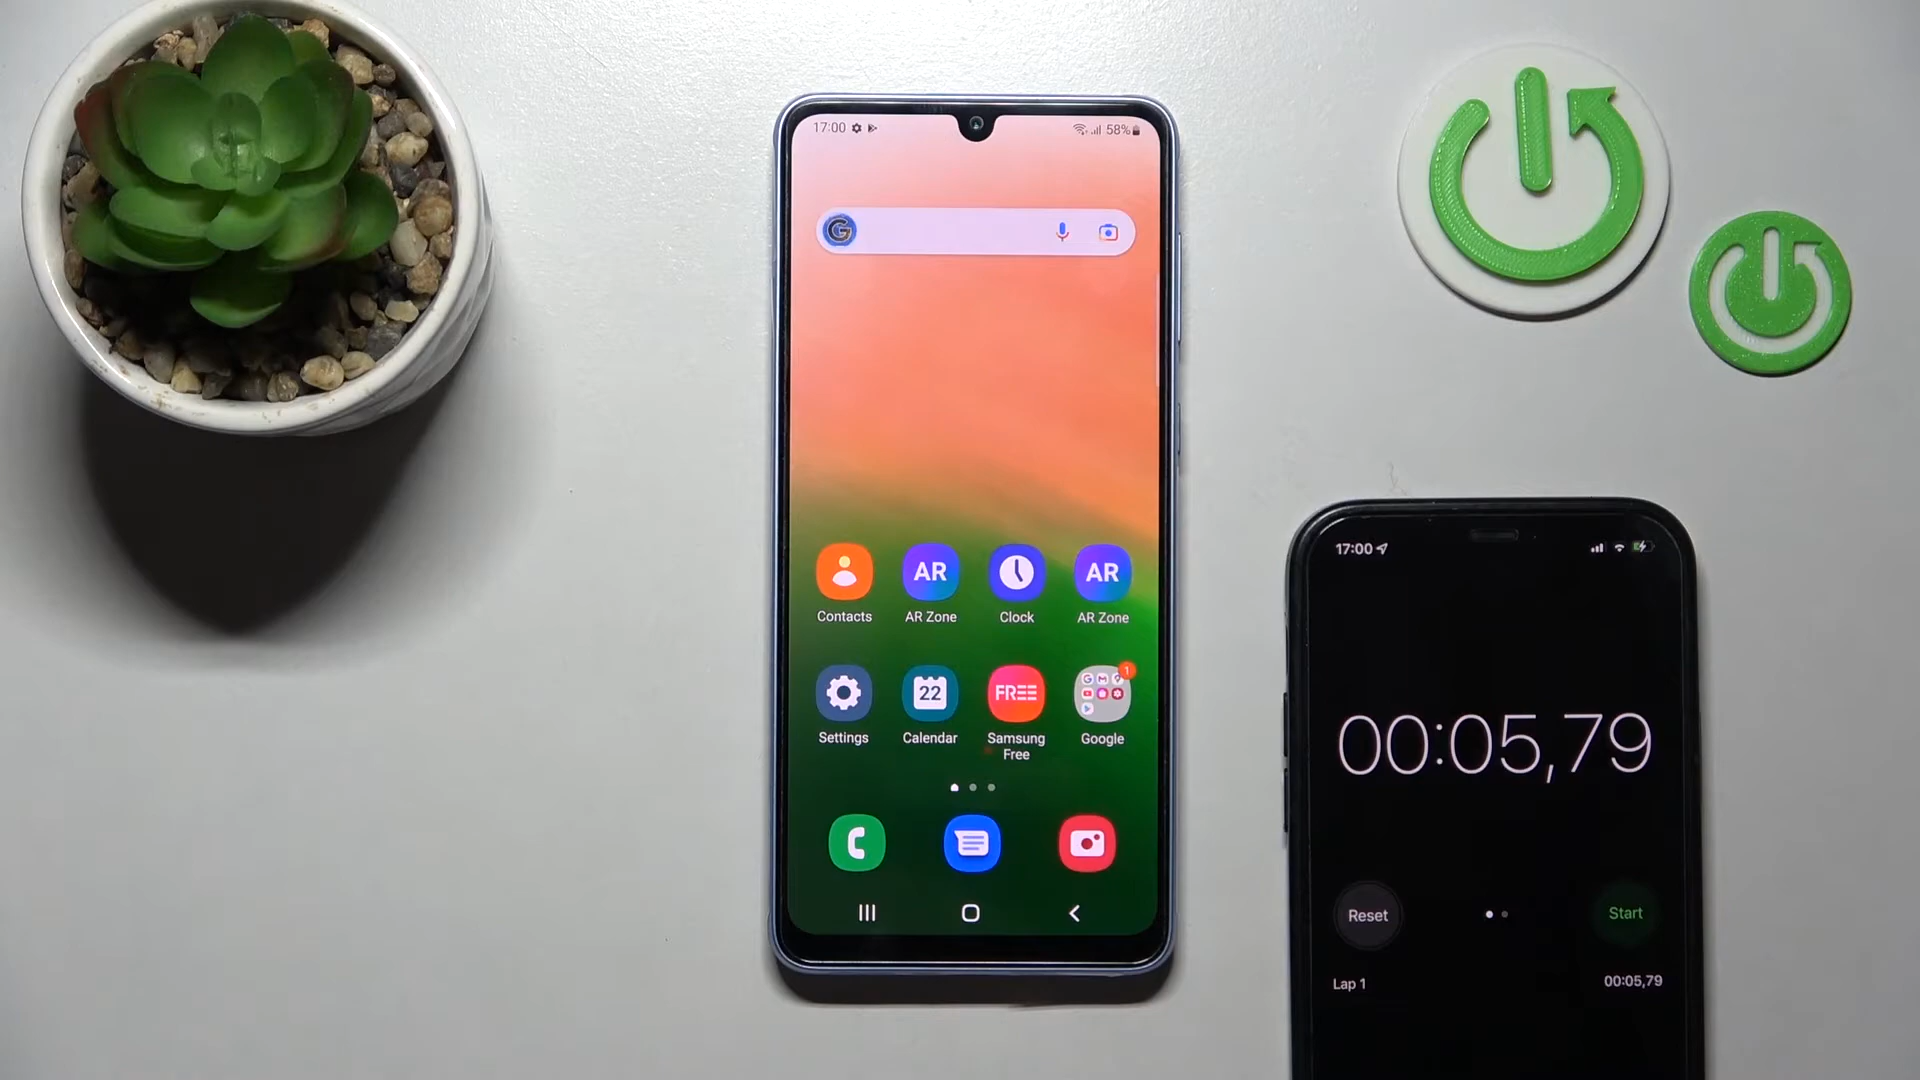 17:00
58%
G
AR
AR
Contacts
AR Zone
Clock
AR Zone
22
FREE
1
Settings
Calendar
Samsung
Free
Google
17:00
00:05,79
Reset
Start
Lap 1
00:05,79